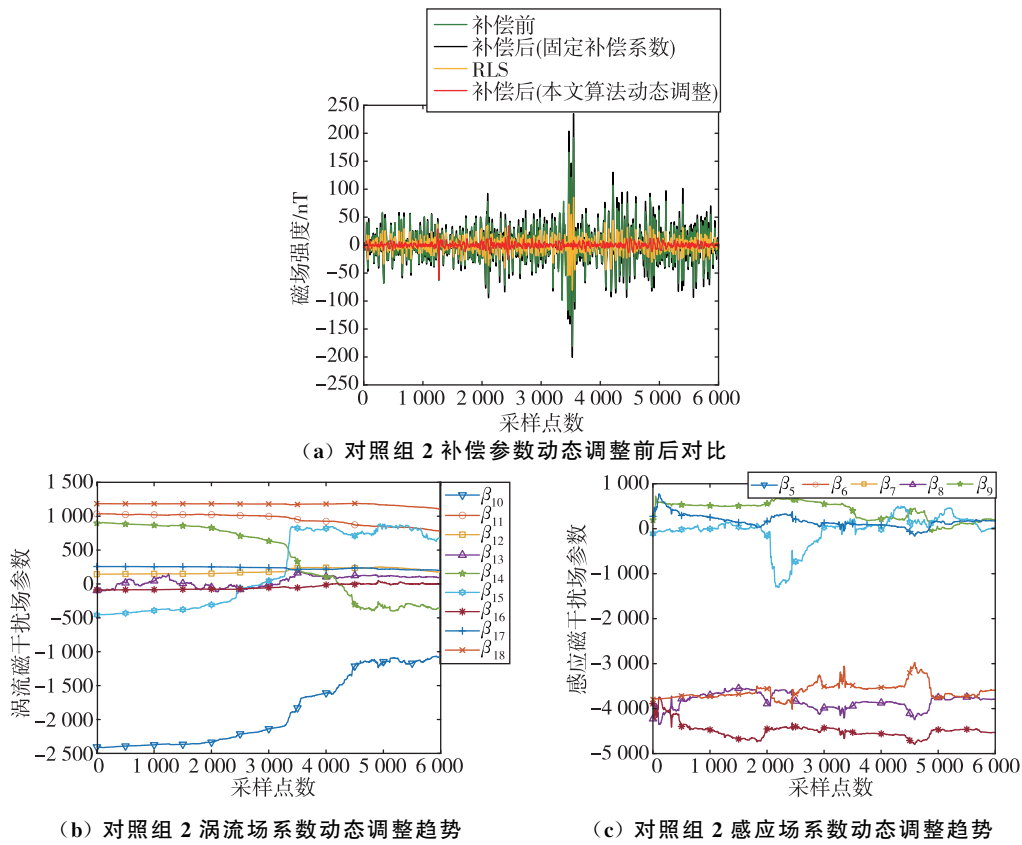 补偿前
补偿后(固定补偿系数)
RLS
补偿后(本文算法动态调整)
250
200
150
100
50
0
−50
−100
−150
−200
−250
磁场强度/nT
0 1 000 2 000 3 000 4 000 5 000 6 000
采样点数
(a) 对照组 2 补偿参数动态调整前后对比
1 500
1 000
500
0
−500
−1 000
−1 500
−2 000
−2 500
涡流磁干扰场参数
0 1 000 2 000 3 000 4 000 5 000 6 000
采样点数
β10
β11
β12
β13
β14
β15
β16
β17
β18
(b) 对照组 2 涡流场系数动态调整趋势
β5 β6 β7 β8 β9
1 000
0
−1 000
−2 000
−3 000
−4 000
−5 000
感应磁干扰场参数
0 1 000 2 000 3 000 4 000 5 000 6 000
采样点数
(c) 对照组 2 感应场系数动态调整趋势